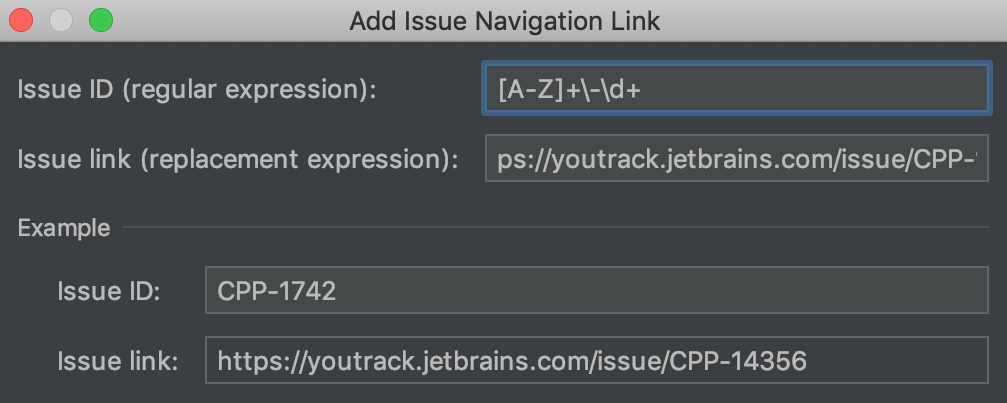 Add Issue Navigation Link
Issue ID (regular expression): [A-Z]+\-\d+
Issue link (replacement expression): ps://youtrack.jetbrains.com/issue/CPP-
Example
Issue ID: CPP-1742
Issue link: https://youtrack.jetbrains.com/issue/CPP-14356